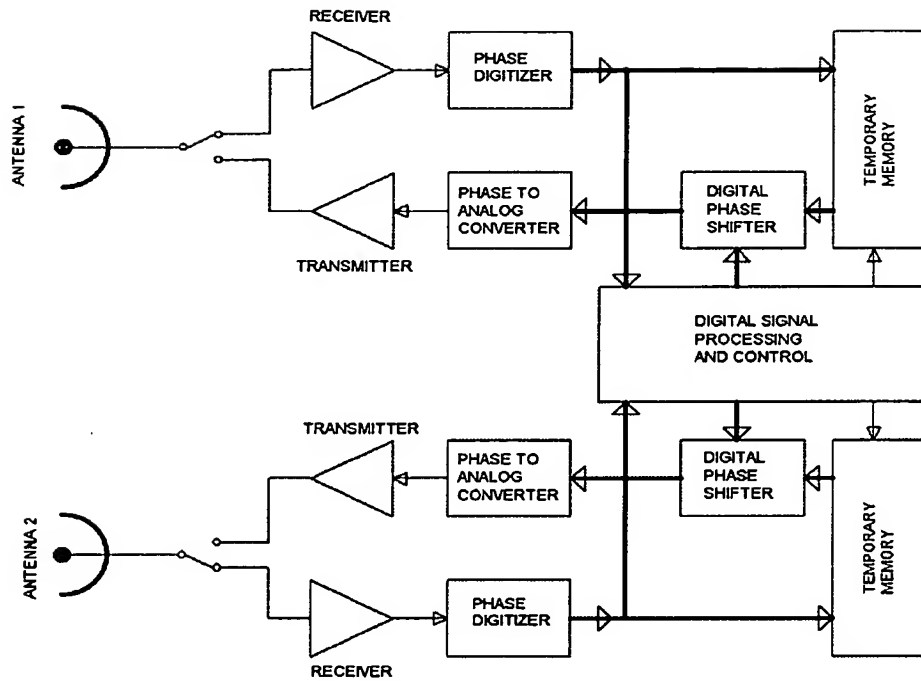 RECEIVER
PHASE
DIGITIZER
ANTENNA 1
TEMPORARY
MEMORY
PHASE TO
ANALOG
CONVERTER
DIGITAL
PHASE
SHIFTER
TRANSMITTER
DIGITAL SIGNAL
PROCESSING
AND CONTROL
TRANSMITTER
PHASE TO
ANALOG
CONVERTER
DIGITAL
PHASE
SHIFTER
ANTENNA 2
TEMPORARY
MEMORY
PHASE
DIGITIZER
RECEIVER